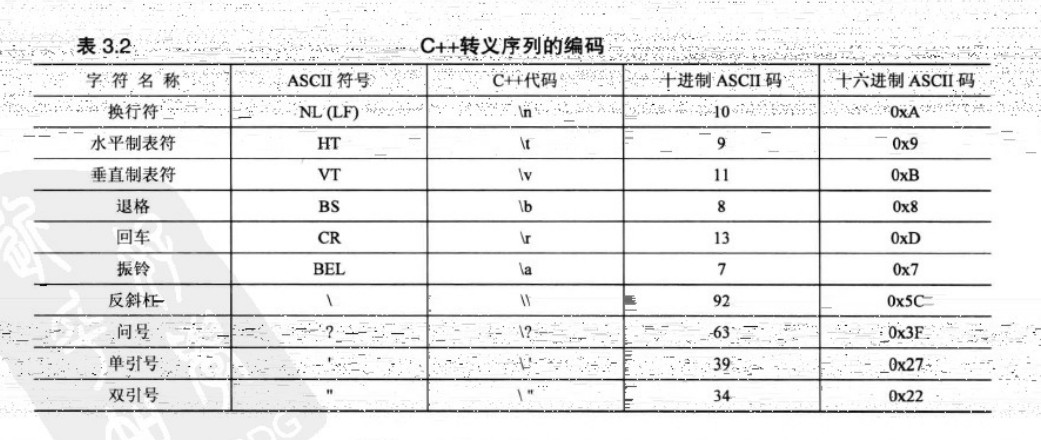 表 3.2 C++转义序列的编码
字符名称 ASCII 符号 C++代码 十进制 ASCII 码 十六进制 ASCII 码
换行符 NL (LF) \n 10 0xA
水平制表符 HT \t 9 0x9
垂直制表符 VT \v 11 0xB
退格 BS \b 8 0x8
回车 CR \r 13 0xD
振铃 BEL \a 7 0x7
反斜杠 \ \\ 92 0x5C
问号 ? \? 63 0x3F
单引号 ' \' 39 0x27
双引号 " \" 34 0x22